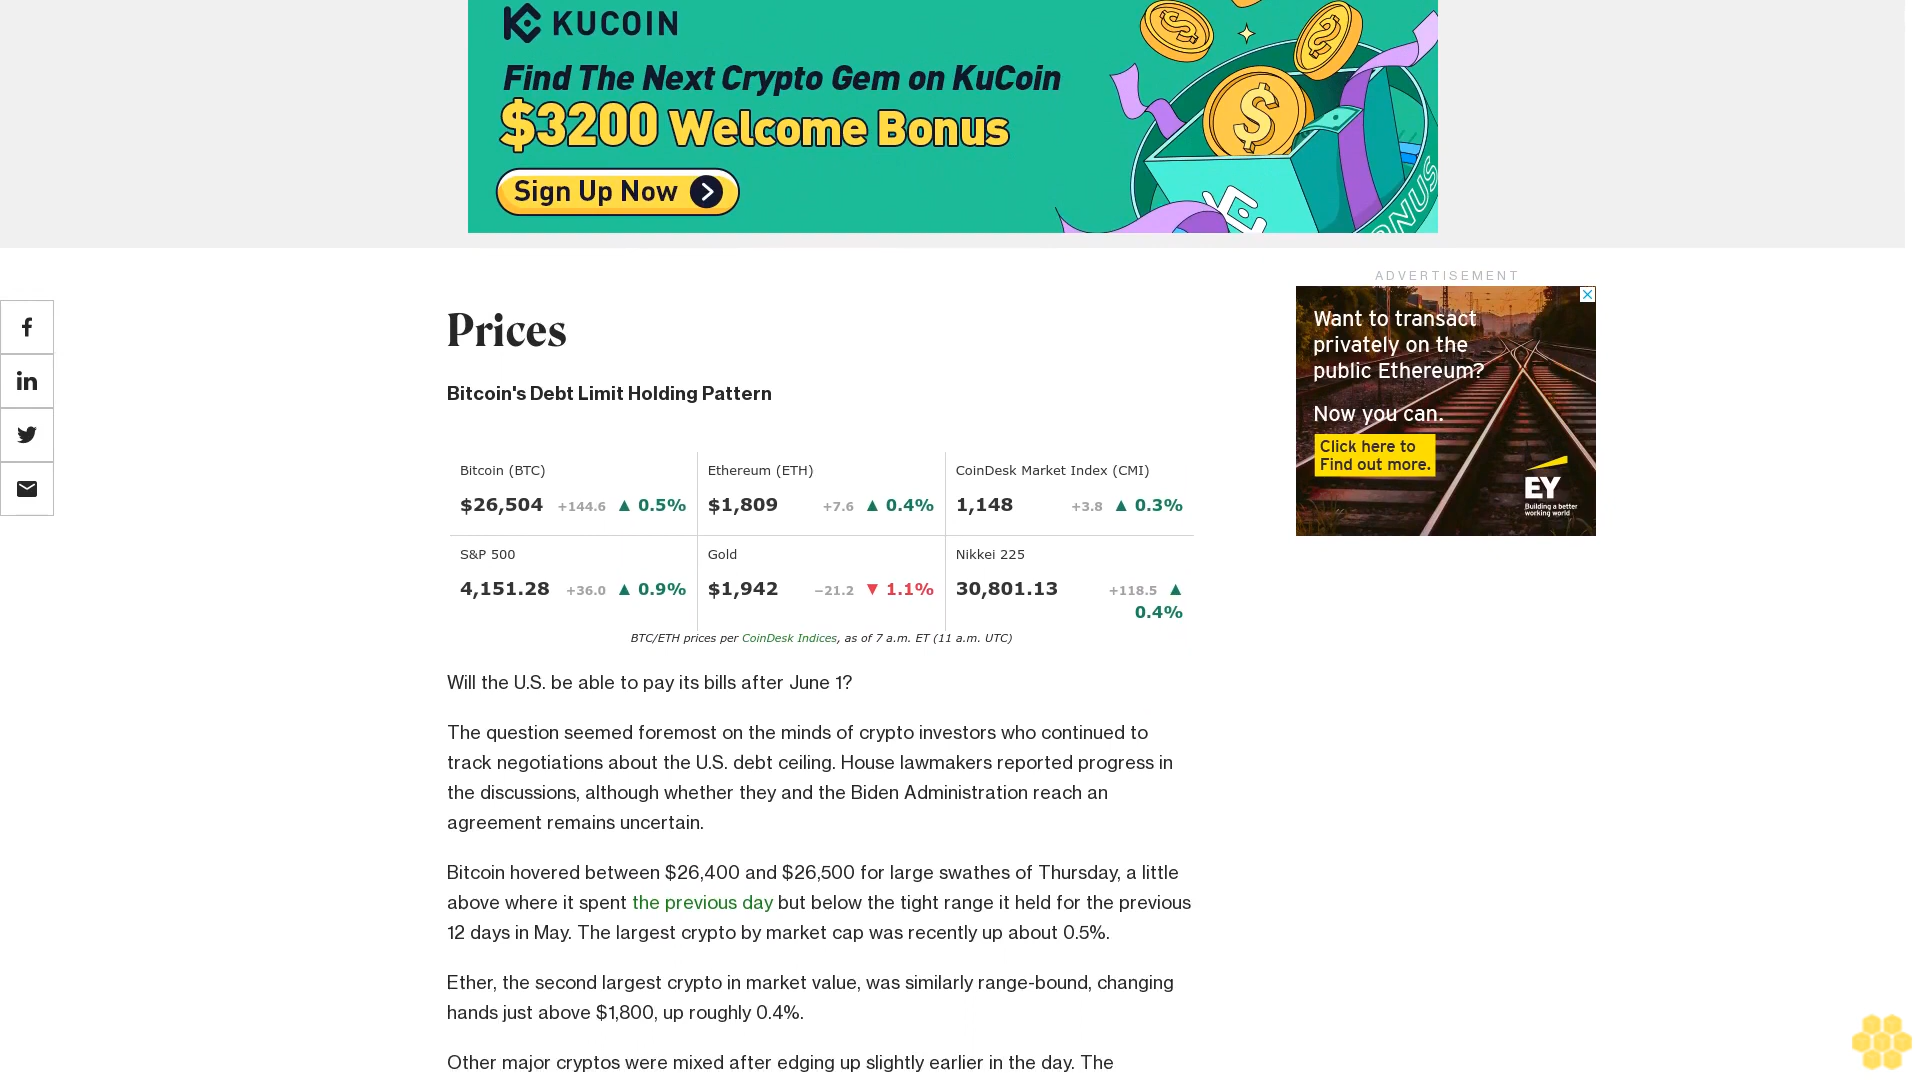 KUCOIN
Find The Next Crypto Gem on KuCoin
$3200 Welcome Bonus
Sign Up Now
BONUS
ADVERTISEMENT
Want to transact
privately on the
public Ethereum?
Now you can.
Click here to
Find out more.
EY
Building a better
working world
Prices
Bitcoin's Debt Limit Holding Pattern
Bitcoin (BTC)
$26,504 +144.6 ▲ 0.5%
Ethereum (ETH)
$1,809 +7.6 ▲ 0.4%
CoinDesk Market Index (CMI)
1,148 +3.8 ▲ 0.3%
S&P 500
4,151.28 +36.0 ▲ 0.9%
Gold
$1,942 −21.2 ▼ 1.1%
Nikkei 225
30,801.13 +118.5 ▲
0.4%
BTC/ETH prices per CoinDesk Indices, as of 7 a.m. ET (11 a.m. UTC)
Will the U.S. be able to pay its bills after June 1?
The question seemed foremost on the minds of crypto investors who continued to
track negotiations about the U.S. debt ceiling. House lawmakers reported progress in
the discussions, although whether they and the Biden Administration reach an
agreement remains uncertain.
Bitcoin hovered between $26,400 and $26,500 for large swathes of Thursday, a little
above where it spent the previous day but below the tight range it held for the previous
12 days in May. The largest crypto by market cap was recently up about 0.5%.
Ether, the second largest crypto in market value, was similarly range-bound, changing
hands just above $1,800, up roughly 0.4%.
Other major cryptos were mixed after edging up slightly earlier in the day. The